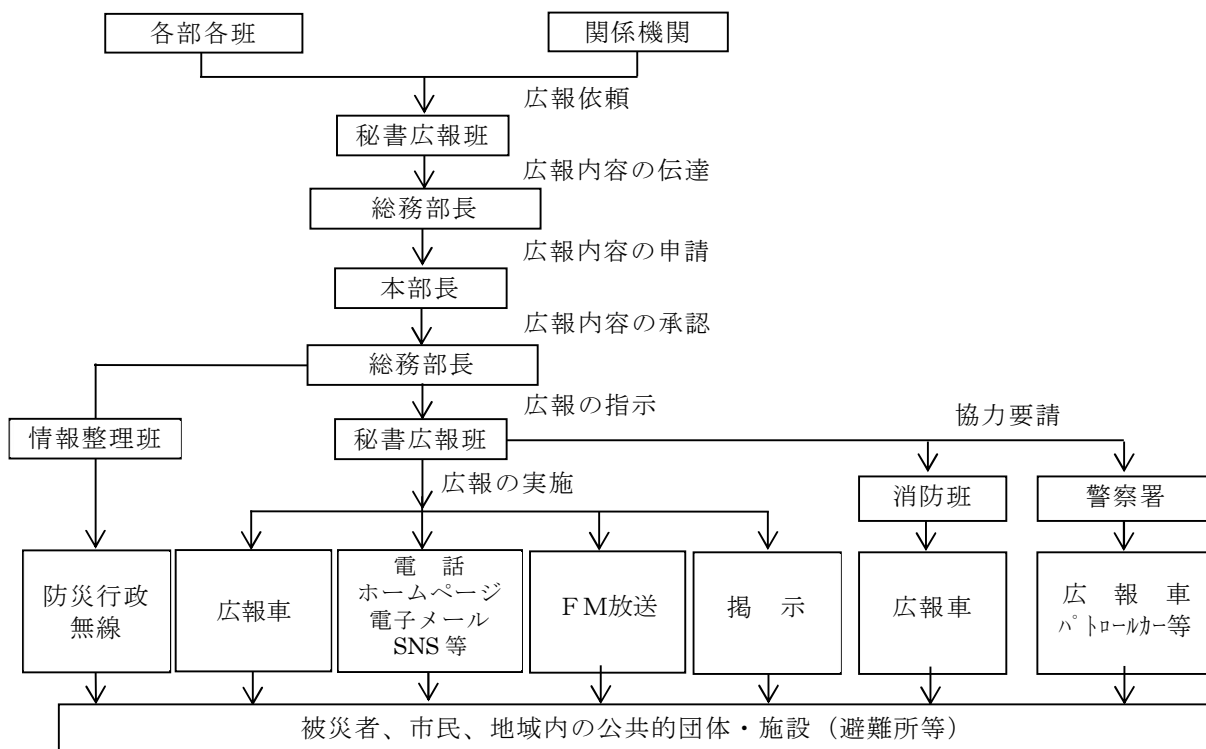 各部各班
関係機関
広報依頼
秘書広報班
広報内容の伝達
総務部長
広報内容の申請
本部長
広報内容の承認
総務部長
広報の指示
協力要請
情報整理班
秘書広報班
広報の実施
消防班
警察署
防災行政
無線
広報車
電　話
ホームページ
電子メール
SNS 等
ＦＭ放送
掲　示
広報車
広　報　車
ﾊﾟﾄﾛｰﾙｶｰ等
被災者、市民、地域内の公共的団体・施設（避難所等）